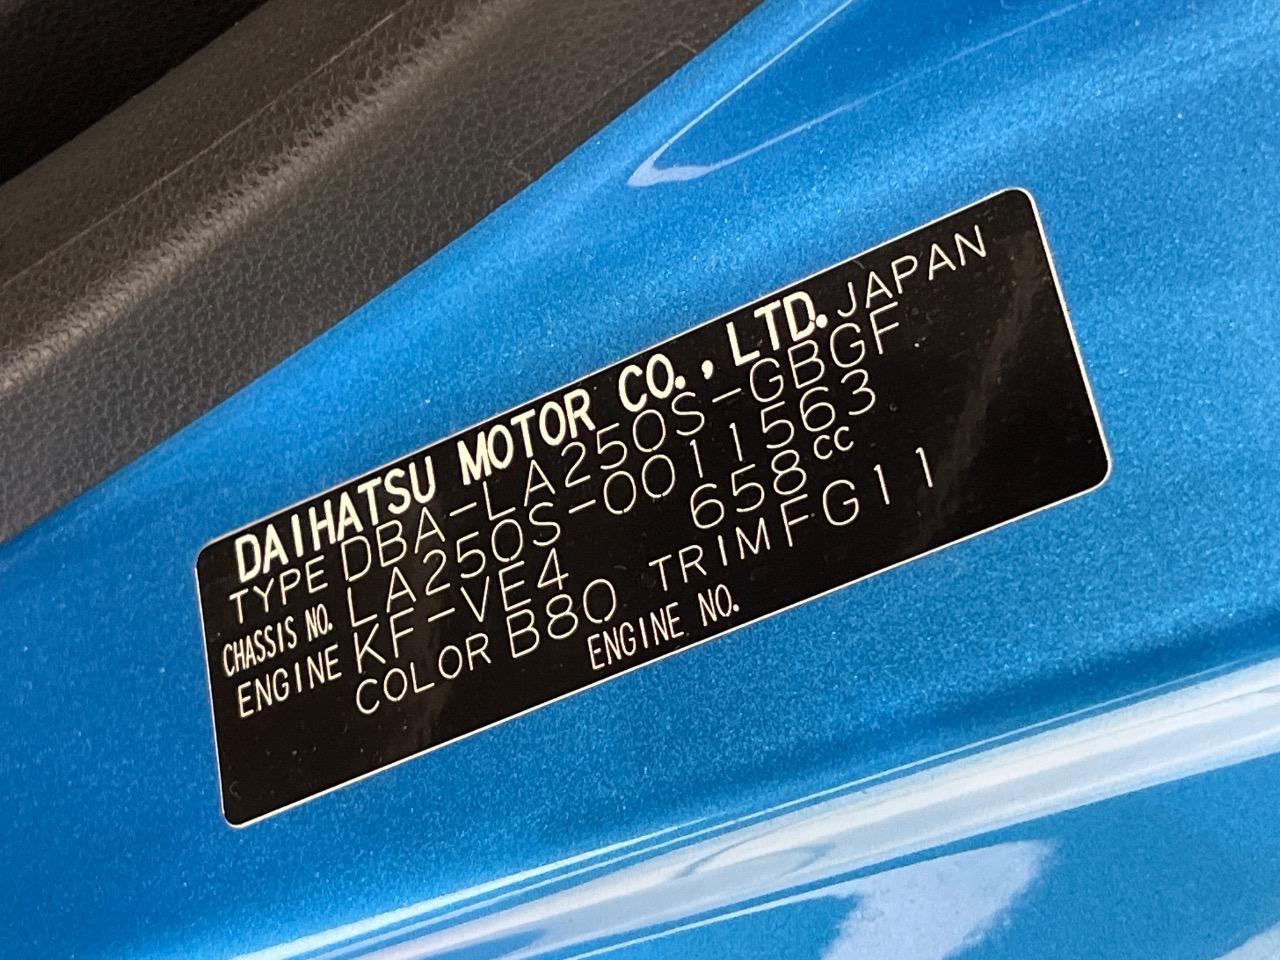 DAIHATSU MOTOR CO., LTD. JAPAN
TYPE DBA-LA250S-GBGF
CHASSIS NO. LA250S-0011563
ENGINE KF-VE4 658cc
COLOR B80 TRIM FG11
ENGINE NO.